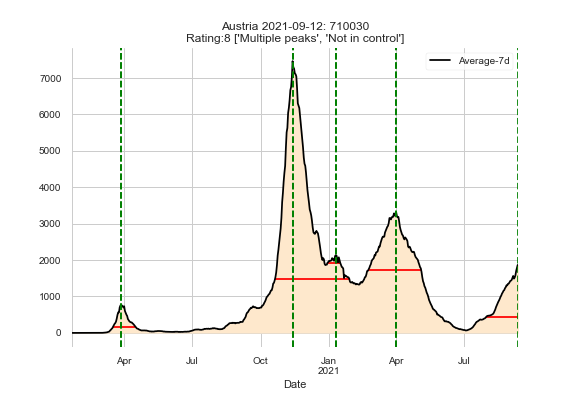 Austria 2021-09-12: 710030
Rating:8 ['Multiple peaks', 'Not in control']
Average-7d
7000
6000
5000
4000
3000
2000
1000
0
Apr Jul Oct Jan Apr Jul
2021
Date